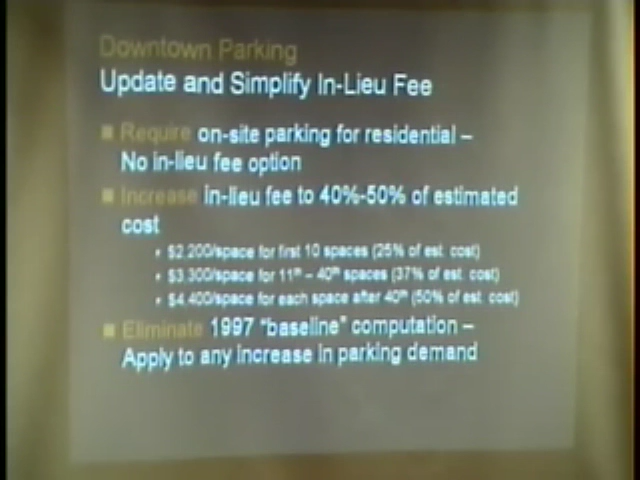 Downtown Parking
Update and Simplify In-Lieu Fee
Require on-site parking for residential –
No in-lieu fee option
Increase in-lieu fee to 40%-50% of estimated
cost
• $2,200/space for first 10 spaces (25% of est. cost)
• $3,300/space for 11th – 40th spaces (37% of est. cost)
• $4,400/space for each space after 40th (50% of est. cost)
Eliminate 1997 "baseline" computation –
Apply to any increase in parking demand